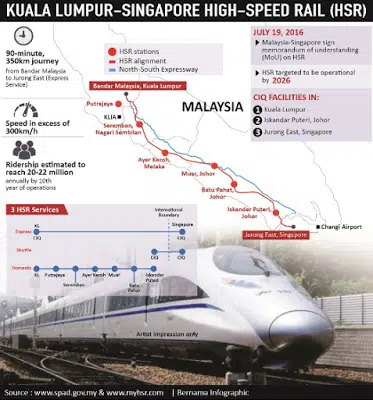 KUALA LUMPUR–SINGAPORE HIGH-SPEED RAIL (HSR)
90-minute,
350km journey
from Bandar Malaysia
to Jurong East (Express
Service)
Speed in excess of
300km/h
Ridership estimated to
reach 20-22 million
annually by 10th
year of operations
HSR stations
HSR alignment
North-South Expressway
Bandar Malaysia, Kuala Lumpur
Putrajaya
KLIA
Seremban,
Negeri Sembilan
MALAYSIA
Ayer Keroh,
Melaka
Muar, Johor
Batu Pahat,
Johor
Iskandar Puteri,
Johor
Changi Airport
Jurong East, Singapore
JULY 19, 2016
Malaysia-Singapore sign
memorandum of understanding
(MoU) on HSR
HSR targeted to be operational by
2026
CIQ FACILITIES IN:
1 Kuala Lumpur
2 Iskandar Puteri, Johor
3 Jurong East, Singapore
3 HSR Services
International
Boundary
KL
Singapore
Express
CIQ
CIQ
Shuttle
CIQ
CIQ
Domestic
KL
Putrajaya
Ayer Keroh
Muar
Iskandar
Puteri
Seremban
Batu
Pahat
Artist impression only
Source : www.spad.gov.my & www.myhsr.com | Bernama Infographic